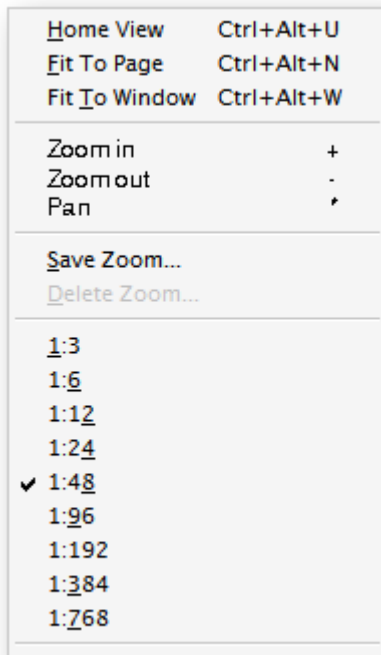 Home View Ctrl+Alt+U
Fit To Page Ctrl+Alt+N
Fit To Window Ctrl+Alt+W
Zoom in +
Zoom out -
Pan
Save Zoom...
Delete Zoom...
1:3
1:6
1:12
1:24
1:48
1:96
1:192
1:384
1:768